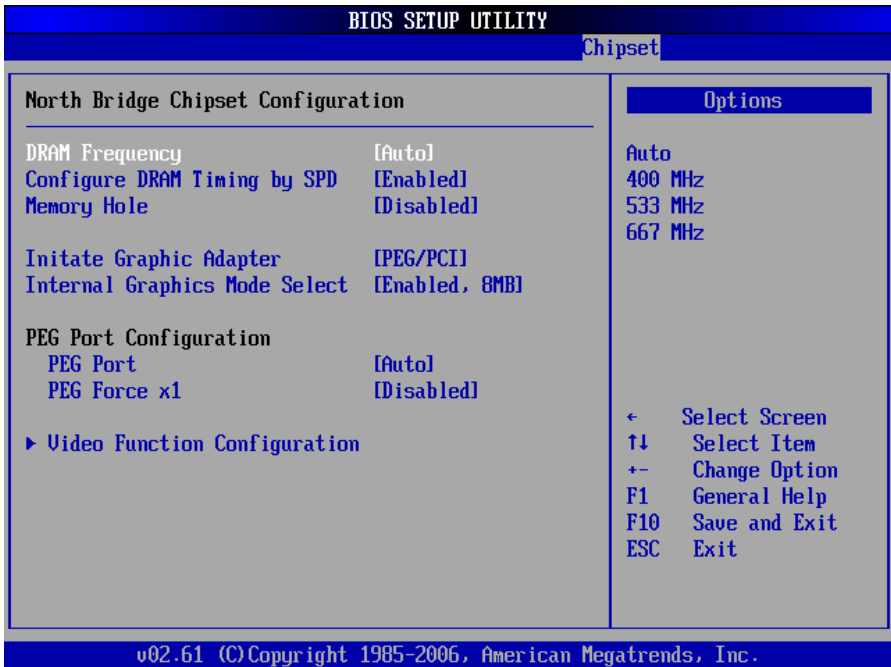 BIOS SETUP UTILITY
Chipset
North Bridge Chipset Configuration
DRAM Frequency [Auto]
Configure DRAM Timing by SPD [Enabled]
Memory Hole [Disabled]
Initate Graphic Adapter [PEG/PCI]
Internal Graphics Mode Select [Enabled, 8MB]
PEG Port Configuration
PEG Port [Auto]
PEG Force x1 [Disabled]
▶ Video Function Configuration
Options
Auto
400 MHz
533 MHz
667 MHz
← Select Screen
↑↓ Select Item
+- Change Option
F1 General Help
F10 Save and Exit
ESC Exit
v02.61 (C)Copyright 1985-2006, American Megatrends, Inc.